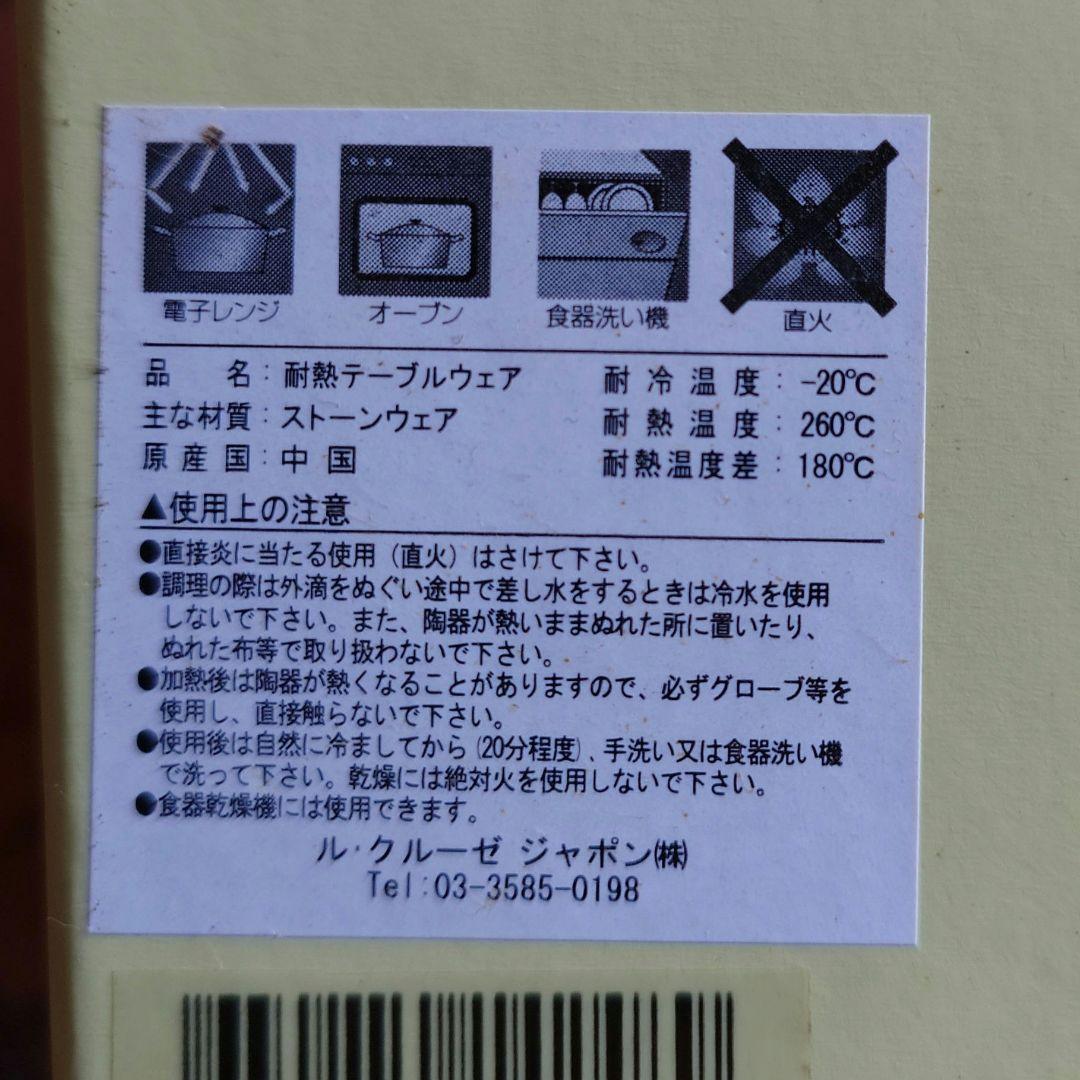 電子レンジ オーブン 食器洗い機 直火
品　　名：耐熱テーブルウェア 耐冷温度：-20℃
主な材質：ストーンウェア 耐熱温度：260℃
原産国：中国 耐熱温度差：180℃
▲使用上の注意
●直接炎に当たる使用（直火）はさけて下さい。
●調理の際は外滴をぬぐい途中で差し水をするときは冷水を使用
しないで下さい。また、陶器が熱いままぬれた所に置いたり、
ぬれた布等で取り扱わないで下さい。
●加熱後は陶器が熱くなることがありますので、必ずグローブ等を
使用し、直接触らないで下さい。
●使用後は自然に冷ましてから(20分程度)、手洗い又は食器洗い機
で洗って下さい。乾燥には絶対火を使用しないで下さい。
●食器乾燥機には使用できます。
ル・クルーゼ ジャポン㈱
Tel:03-3585-0198